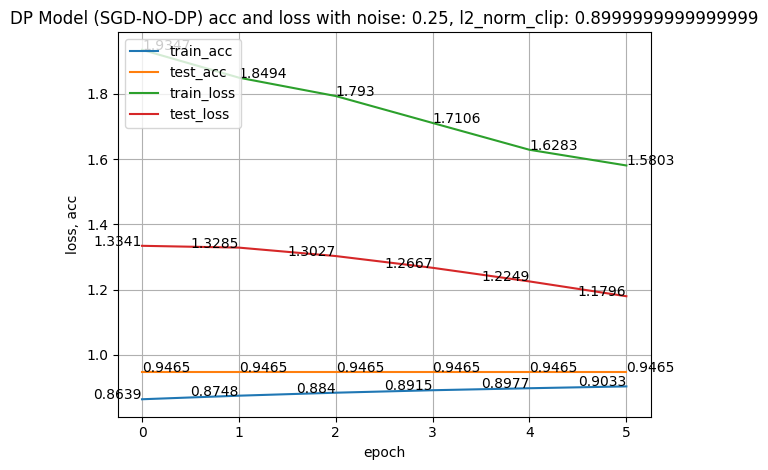 DP Model (SGD-NO-DP) acc and loss with noise: 0.25, l2_norm_clip: 0.8999999999999999
1.9347
train_acc
test_acc
train_loss
test_loss
1.8494
1.793
1.7106
1.6283
1.5803
1.3341
1.3285
1.3027
1.2667
1.2249
1.1796
0.9465 0.9465 0.9465 0.9465 0.9465 0.9465
0.8639 0.8748 0.884 0.8915 0.8977 0.9033
1.8
1.6
1.4
1.2
1.0
loss, acc
0 1 2 3 4 5
epoch